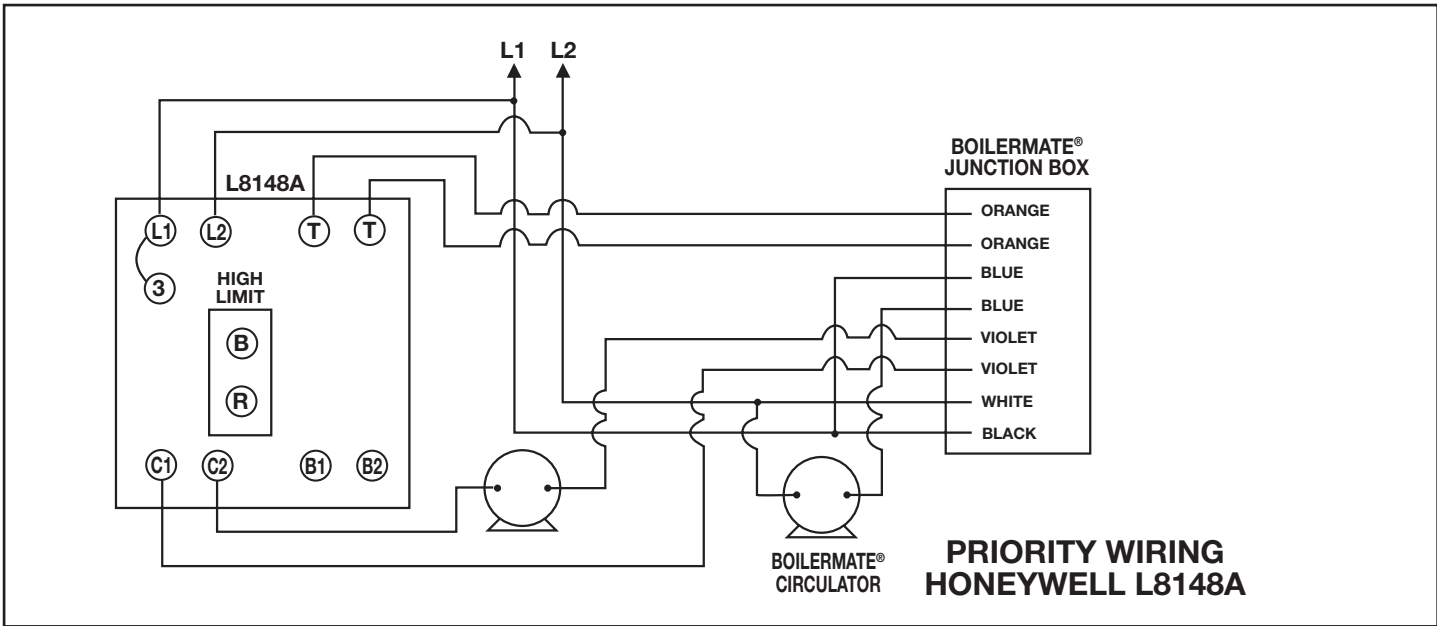 L1 L2
BOILERMATE®
JUNCTION BOX
L8148A
ORANGE
L1 L2 T T
ORANGE
BLUE
3
HIGH
LIMIT
BLUE
B
VIOLET
VIOLET
R
WHITE
BLACK
C1 C2 B1 B2
BOILERMATE®
CIRCULATOR
PRIORITY WIRING
HONEYWELL L8148A